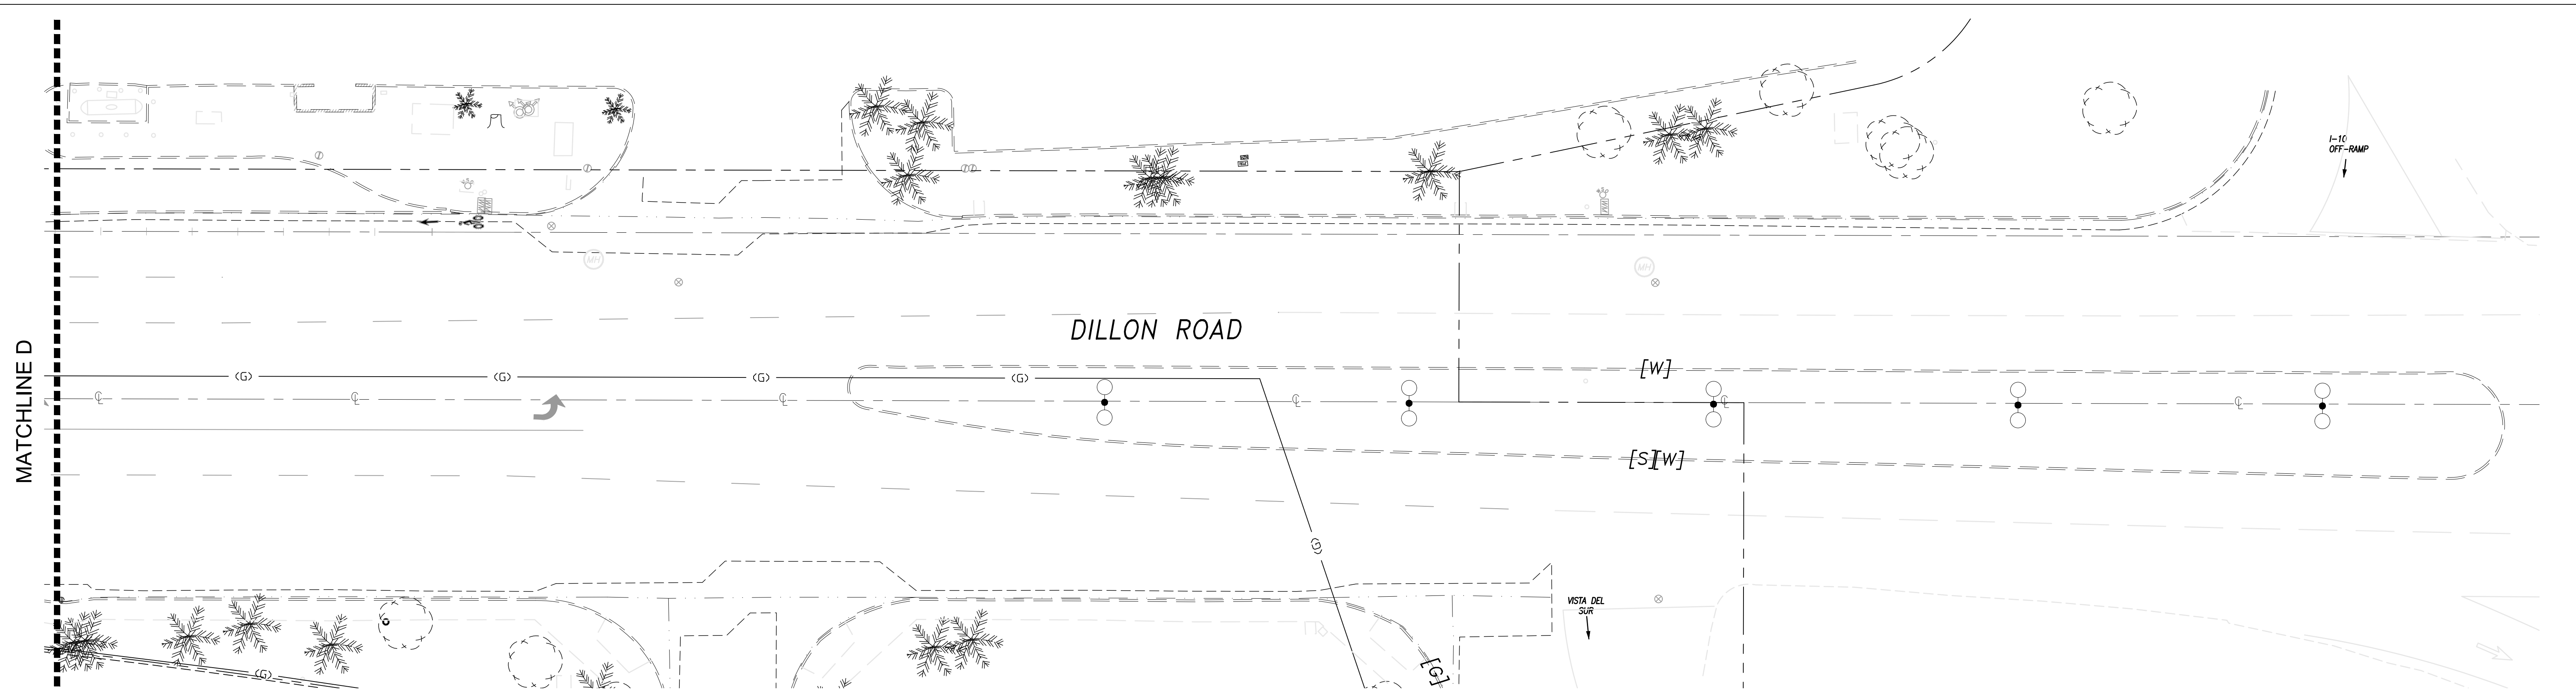 I-10
OFF-RAMP
MH
MH
DILLON ROAD
MATCHLINE D
[W]
(G)
(G)
(G)
(G)
℄
℄
℄
℄
℄
℄
[S][W]
(G)
VISTA DEL
SUR
(G)
[G]